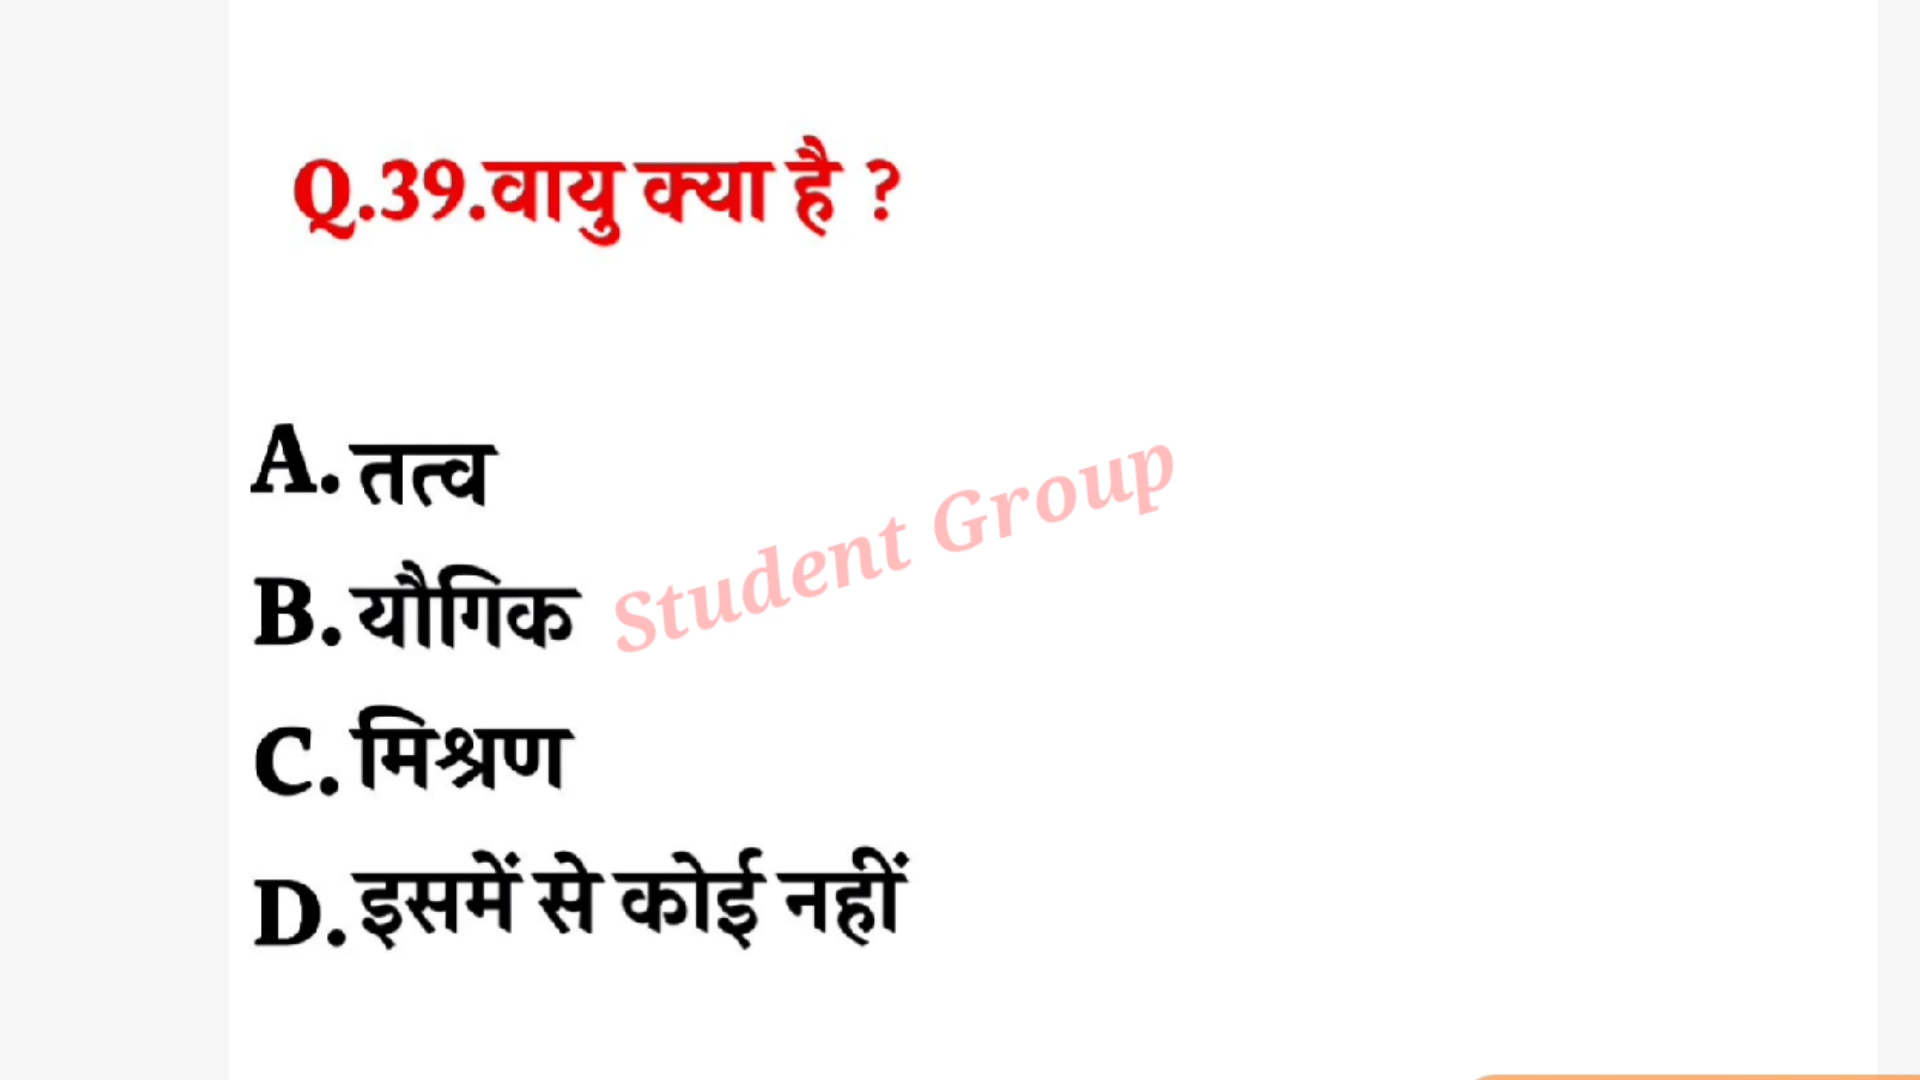 Q.39.वायु क्या है ?
A. तत्व
B. यौगिक
Student Group
C. मिश्रण
D. इसमें से कोई नहीं